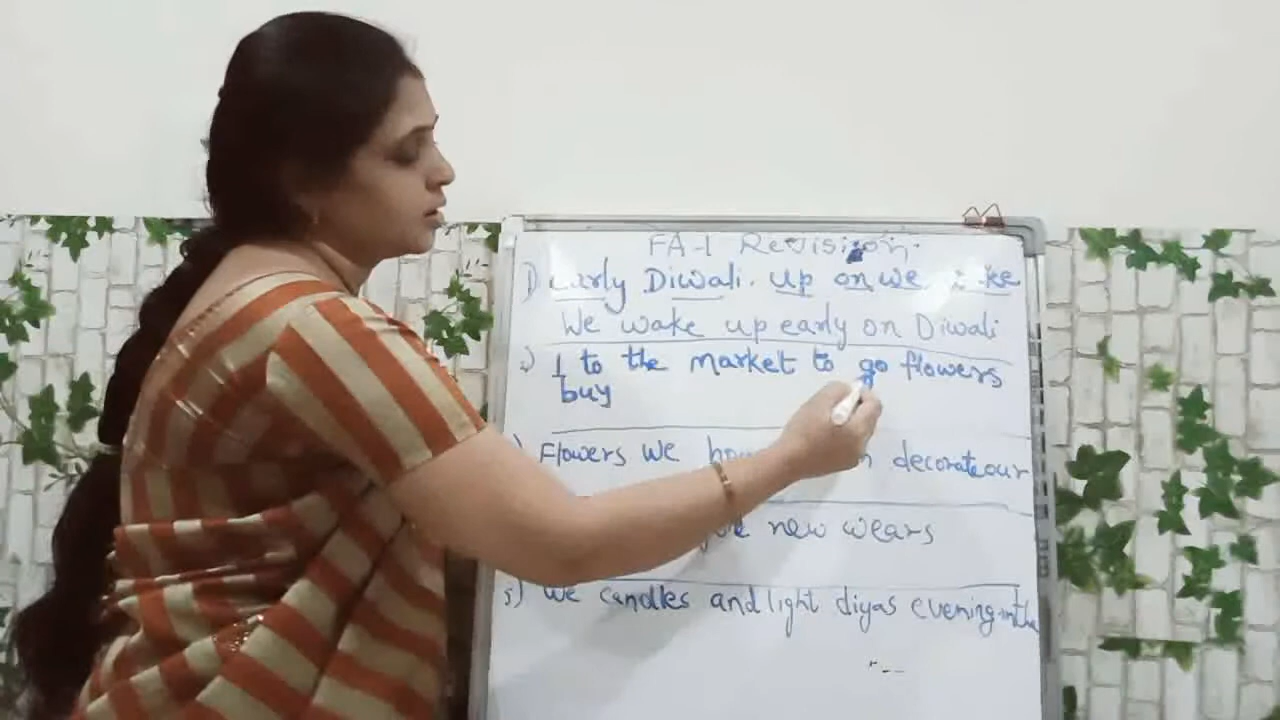 FA-1 Revision.
1) Early Diwali. up on we
We wake up early on Diwali
2) I to the market to go flowers
buy
) Flowers we decorate our
new wears
5) We candles and light diyas evening in the